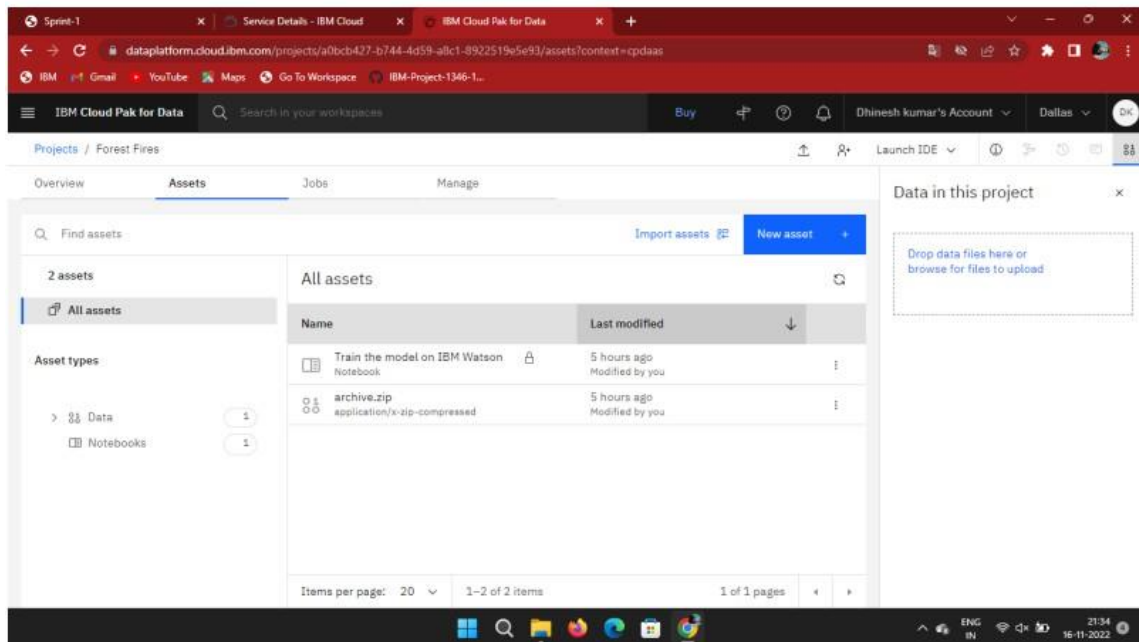 Sprint-1
Service Details - IBM Cloud
IBM Cloud Pak for Data
dataplatform.cloud.ibm.com/projects/a0bcb427-b744-4d59-a8c1-8922519e5e93/assets?context=cpdaas
IBM Gmail YouTube Maps Go To Workspace IBM-Project-1346-1...
IBM Cloud Pak for Data Search in your workspaces Buy Dhinesh kumar's Account Dallas DK
Projects / Forest Fires Launch IDE
Overview Assets Jobs Manage
Data in this project
Find assets Import assets New asset +
Drop data files here or
browse for files to upload
2 assets
All assets
Asset types
Data 1
Notebooks 1
All assets
Name Last modified
Train the model on IBM Watson 5 hours ago
Notebook Modified by you
archive.zip 5 hours ago
application/x-zip-compressed Modified by you
Items per page: 20 1–2 of 2 items 1 of 1 pages
ENG 21:34
IN 16-11-2022